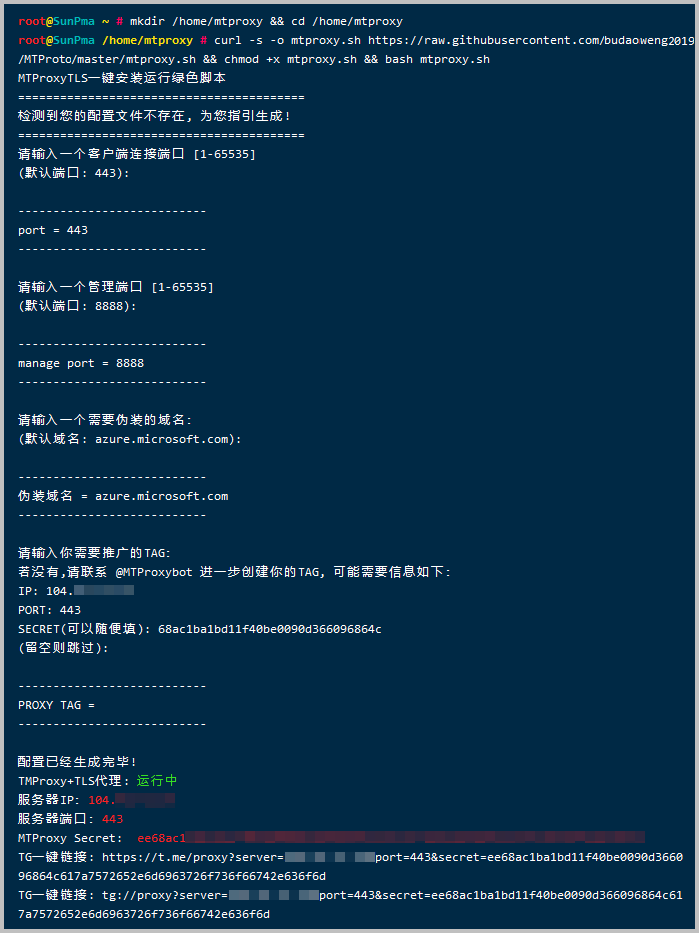 root@SunPma ~ # mkdir /home/mtproxy && cd /home/mtproxy
root@SunPma /home/mtproxy # curl -s -o mtproxy.sh https://raw.githubusercontent.com/budaoweng2019
/MTProto/master/mtproxy.sh && chmod +x mtproxy.sh && bash mtproxy.sh
MTProxyTLS一键安装运行绿色脚本
=========================================
检测到您的配置文件不存在, 为您指引生成!
=========================================
请输入一个客户端连接端口 [1-65535]
(默认端口: 443):
---------------------------
port = 443
---------------------------
请输入一个管理端口 [1-65535]
(默认端口: 8888):
---------------------------
manage port = 8888
---------------------------
请输入一个需要伪装的域名:
(默认域名: azure.microsoft.com):
---------------------------
伪装域名 = azure.microsoft.com
---------------------------
请输入你需要推广的TAG:
若没有,请联系 @MTProxybot 进一步创建你的TAG, 可能需要信息如下:
IP: 104.
PORT: 443
SECRET(可以随便填): 68ac1ba1bd11f40be0090d366096864c
(留空则跳过):
---------------------------
PROXY TAG =
---------------------------
配置已经生成完毕!
TMProxy+TLS代理: 运行中
服务器IP: 104.
服务器端口: 443
MTProxy Secret: ee68ac1
TG一键链接: https://t.me/proxy?server= port=443&secret=ee68ac1ba1bd11f40be0090d3660
96864c617a7572652e6d6963726f736f66742e636f6d
TG一键链接: tg://proxy?server= port=443&secret=ee68ac1ba1bd11f40be0090d366096864c61
7a7572652e6d6963726f736f66742e636f6d